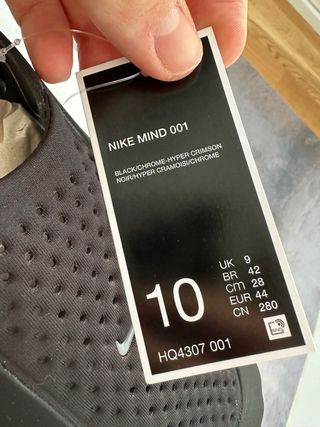 NIKE MIND 001
BLACK/CHROME-HYPER CRIMSON
NOIR/HYPER CRAMOISI/CHROME
10
UK 9
BR 42
CM 28
EUR 44
CN 280
HQ4307 001